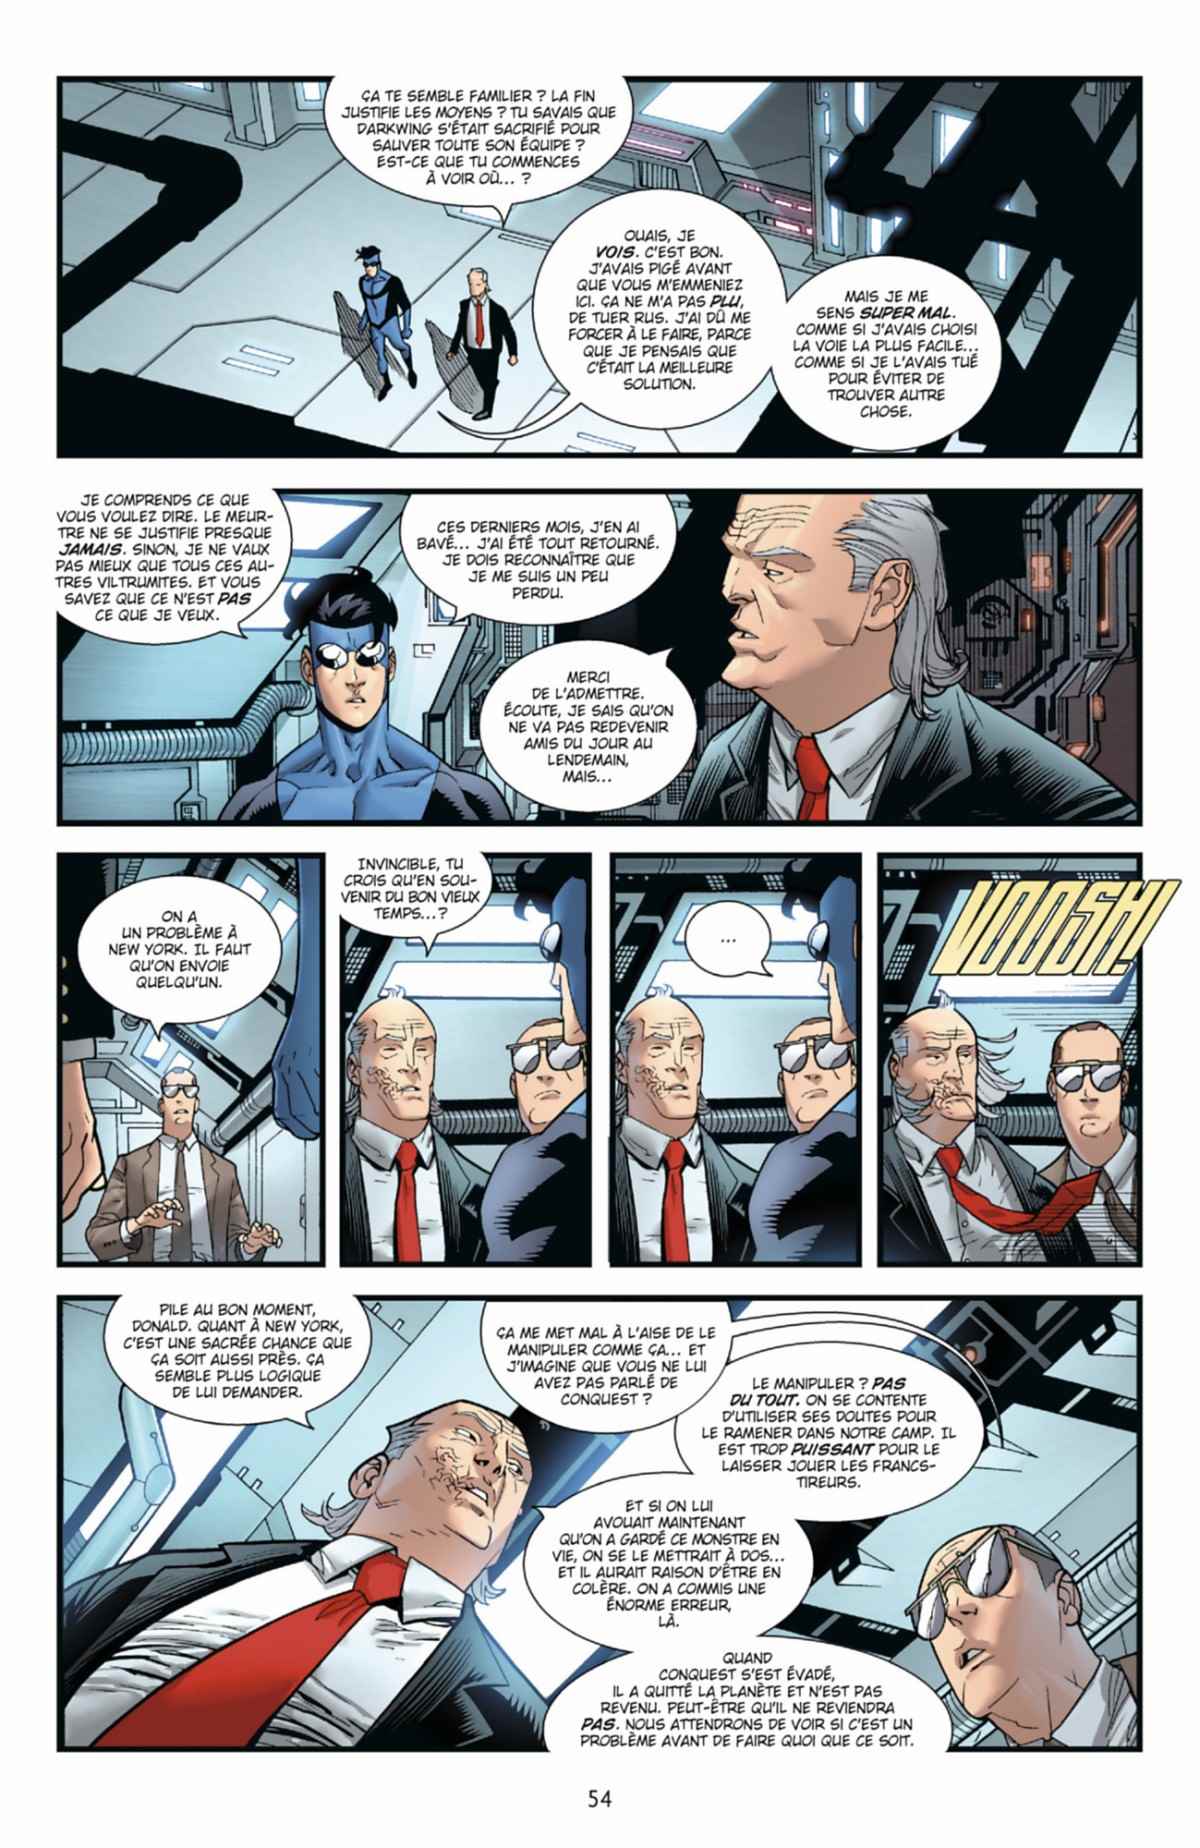 ÇA TE SEMBLE FAMILIER ? LA FIN
JUSTIFIE LES MOYENS ? TU SAVAIS QUE
DARKWING S'ÉTAIT SACRIFIÉ POUR
SAUVER TOUTE SON ÉQUIPE ?
EST-CE QUE TU COMMENCES
À VOIR OÙ... ?
OUAIS, JE
VOIS. C'EST BON.
J'AVAIS PIGÉ AVANT
QUE VOUS M'EMMENIEZ
ICI. ÇA NE M'A PAS PLU,
DE TUER RUS. J'AI DÛ ME
FORCER À LE FAIRE, PARCE
QUE JE PENSAIS QUE
C'ÉTAIT LA MEILLEURE
SOLUTION.
MAIS JE ME
SENS SUPER MAL.
COMME SI J'AVAIS CHOISI
LA VOIE LA PLUS FACILE...
COMME SI JE L'AVAIS TUÉ
POUR ÉVITER DE
TROUVER AUTRE
CHOSE.
JE COMPRENDS CE QUE
VOUS VOULEZ DIRE. LE MEUR-
TRE NE SE JUSTIFIE PRESQUE
JAMAIS. SINON, JE NE VAUX
PAS MIEUX QUE TOUS CES AU-
TRES VILTRUMITES. ET VOUS
SAVEZ QUE CE N'EST PAS
CE QUE JE VEUX.
CES DERNIERS MOIS, J'EN AI
BAVÉ... J'AI ÉTÉ TOUT RETOURNÉ.
JE DOIS RECONNAÎTRE QUE
JE ME SUIS UN PEU
PERDU.
MERCI
DE L'ADMETTRE.
ÉCOUTE, JE SAIS QU'ON
NE VA PAS REDEVENIR
AMIS DU JOUR AU
LENDEMAIN,
MAIS...
ON A
UN PROBLÈME À
NEW YORK. IL FAUT
QU'ON ENVOIE
QUELQU'UN.
INVINCIBLE, TU
CROIS QU'EN SOU-
VENIR DU BON VIEUX
TEMPS...?
...
VOOSH!
PILE AU BON MOMENT,
DONALD. QUANT À NEW YORK,
C'EST UNE SACRÉE CHANCE QUE
ÇA SOIT AUSSI PRÈS. ÇA
SEMBLE PLUS LOGIQUE
DE LUI DEMANDER.
ÇA ME MET MAL À L'AISE DE LE
MANIPULER COMME ÇA... ET
J'IMAGINE QUE VOUS NE LUI
AVEZ PAS PARLÉ DE
CONQUEST ?
LE MANIPULER ? PAS
DU TOUT. ON SE CONTENTE
D'UTILISER SES DOUTES POUR
LE RAMENER DANS NOTRE CAMP. IL
EST TROP PUISSANT POUR LE
LAISSER JOUER LES FRANCS-
TIREURS.
ET SI ON LUI
AVOUAIT MAINTENANT
QU'ON A GARDÉ CE MONSTRE EN
VIE, ON SE LE METTRAIT À DOS...
ET IL AURAIT RAISON D'ÊTRE EN
COLÈRE. ON A COMMIS UNE
ÉNORME ERREUR,
LÀ.
QUAND
CONQUEST S'EST ÉVADÉ,
IL A QUITTÉ LA PLANÈTE ET N'EST PAS
REVENU. PEUT-ÊTRE QU'IL NE REVIENDRA
PAS. NOUS ATTENDRONS DE VOIR SI C'EST UN
PROBLÈME AVANT DE FAIRE QUOI QUE CE SOIT.
54